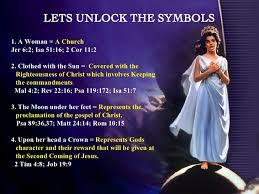 LETS UNLOCK THE SYMBOLS
1. A Woman = A Church
Jer 6:2; Isa 51:16; 2 Cor 11:2
2. Clothed with the Sun = Covered with the
Righteousness of Christ which involves Keeping
the commandments
Mal 4:2; Rev 22:16; Psa 119:172; Isa 51:7
3. The Moon under her feet = Represents the
proclamation of the gospel of Christ.
Psa 89:36,37; Matt 24:14; Rom 10:15
4. Upon her head a Crown = Represents Gods
character and their reward that will be given at
the Second Coming of Jesus.
2 Tim 4:8; Job 19:9